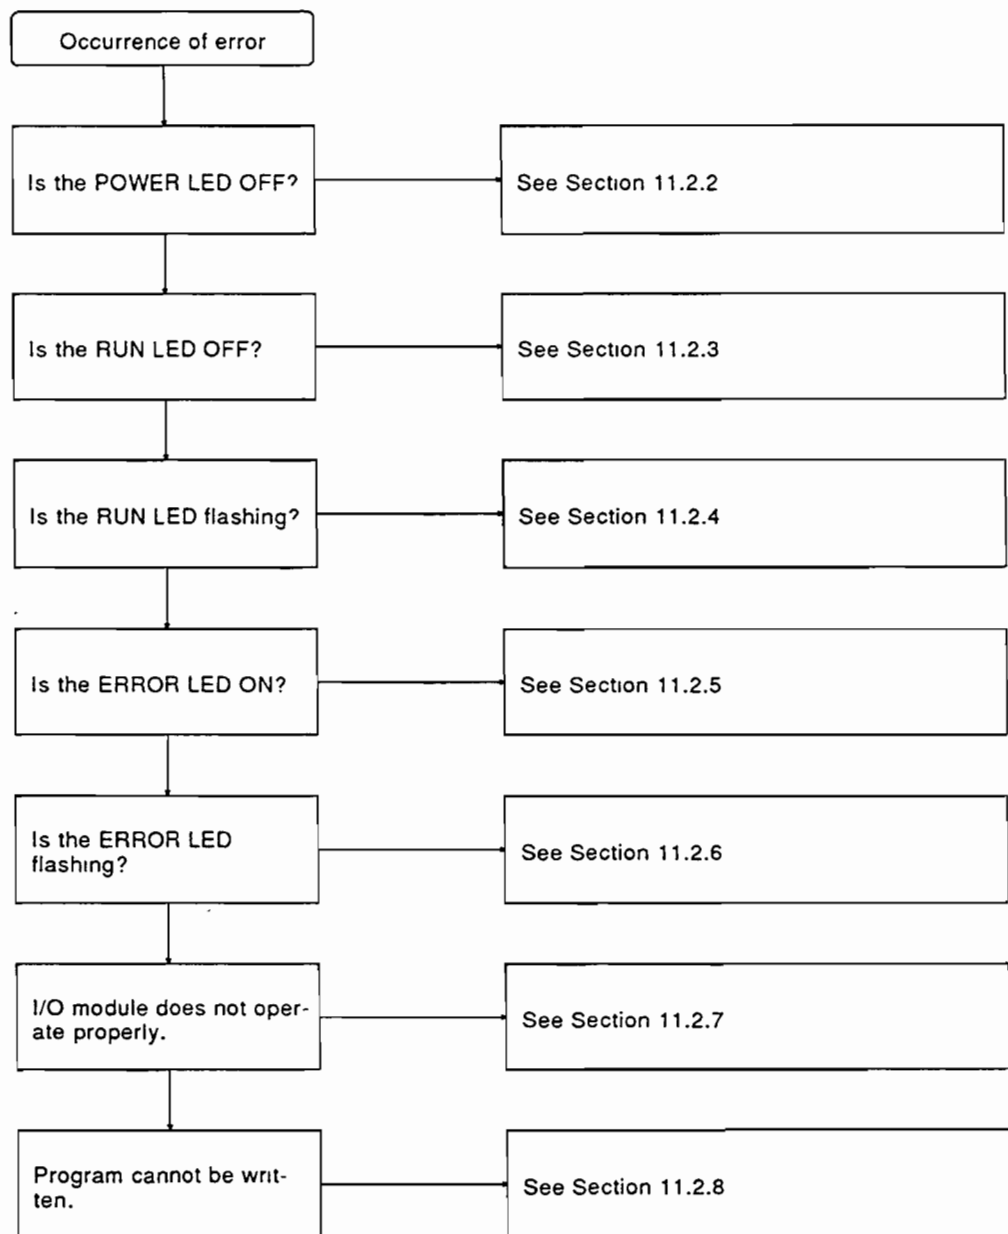 Occurrence of error
Is the POWER LED OFF?
See Section 11.2.2
Is the RUN LED OFF?
See Section 11.2.3
Is the RUN LED flashing?
See Section 11.2.4
Is the ERROR LED ON?
See Section 11.2.5
Is the ERROR LED
flashing?
See Section 11.2.6
I/O module does not oper-
ate properly.
See Section 11.2.7
Program cannot be writ-
ten.
See Section 11.2.8